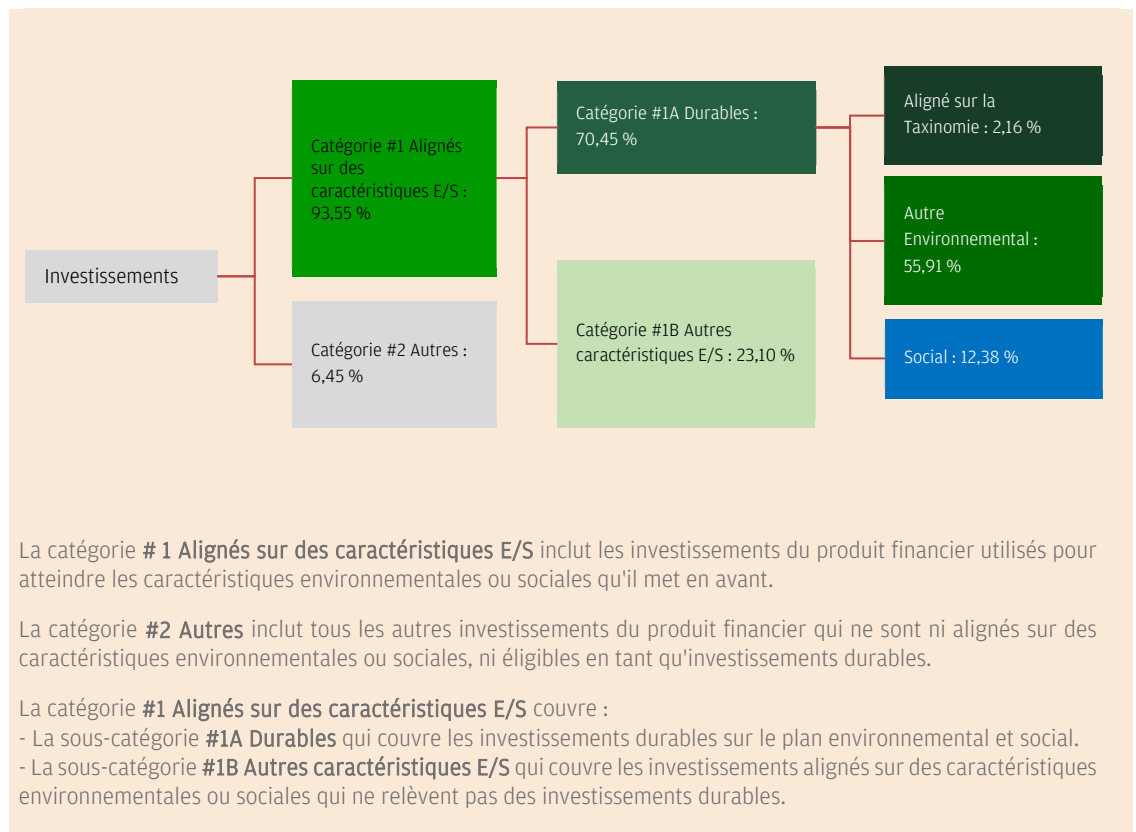 Investissements
Catégorie #1 Alignés
sur des
caractéristiques E/S :
93,55 %
Catégorie #2 Autres :
6,45 %
Catégorie #1A Durables :
70,45 %
Catégorie #1B Autres
caractéristiques E/S : 23,10 %
Aligné sur la
Taxinomie : 2,16 %
Autre
Environnemental :
55,91 %
Social : 12,38 %
La catégorie # 1 Alignés sur des caractéristiques E/S inclut les investissements du produit financier utilisés pour
atteindre les caractéristiques environnementales ou sociales qu'il met en avant.
La catégorie #2 Autres inclut tous les autres investissements du produit financier qui ne sont ni alignés sur des
caractéristiques environnementales ou sociales, ni éligibles en tant qu'investissements durables.
La catégorie #1 Alignés sur des caractéristiques E/S couvre :
- La sous-catégorie #1A Durables qui couvre les investissements durables sur le plan environnemental et social.
- La sous-catégorie #1B Autres caractéristiques E/S qui couvre les investissements alignés sur des caractéristiques
environnementales ou sociales qui ne relèvent pas des investissements durables.